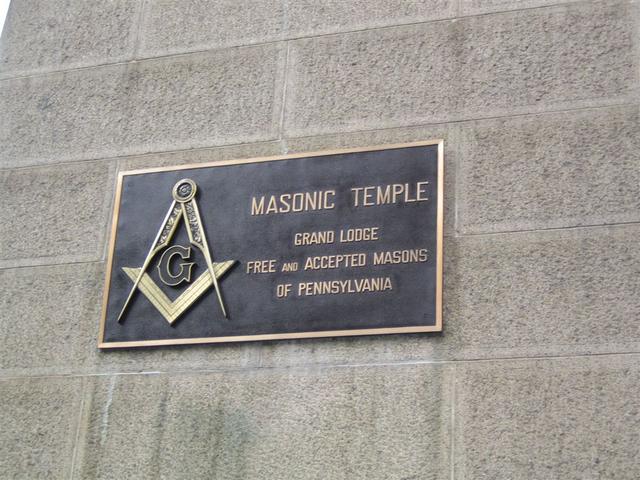 G
MASONIC TEMPLE
GRAND LODGE
FREE AND ACCEPTED MASONS
OF PENNSYLVANIA